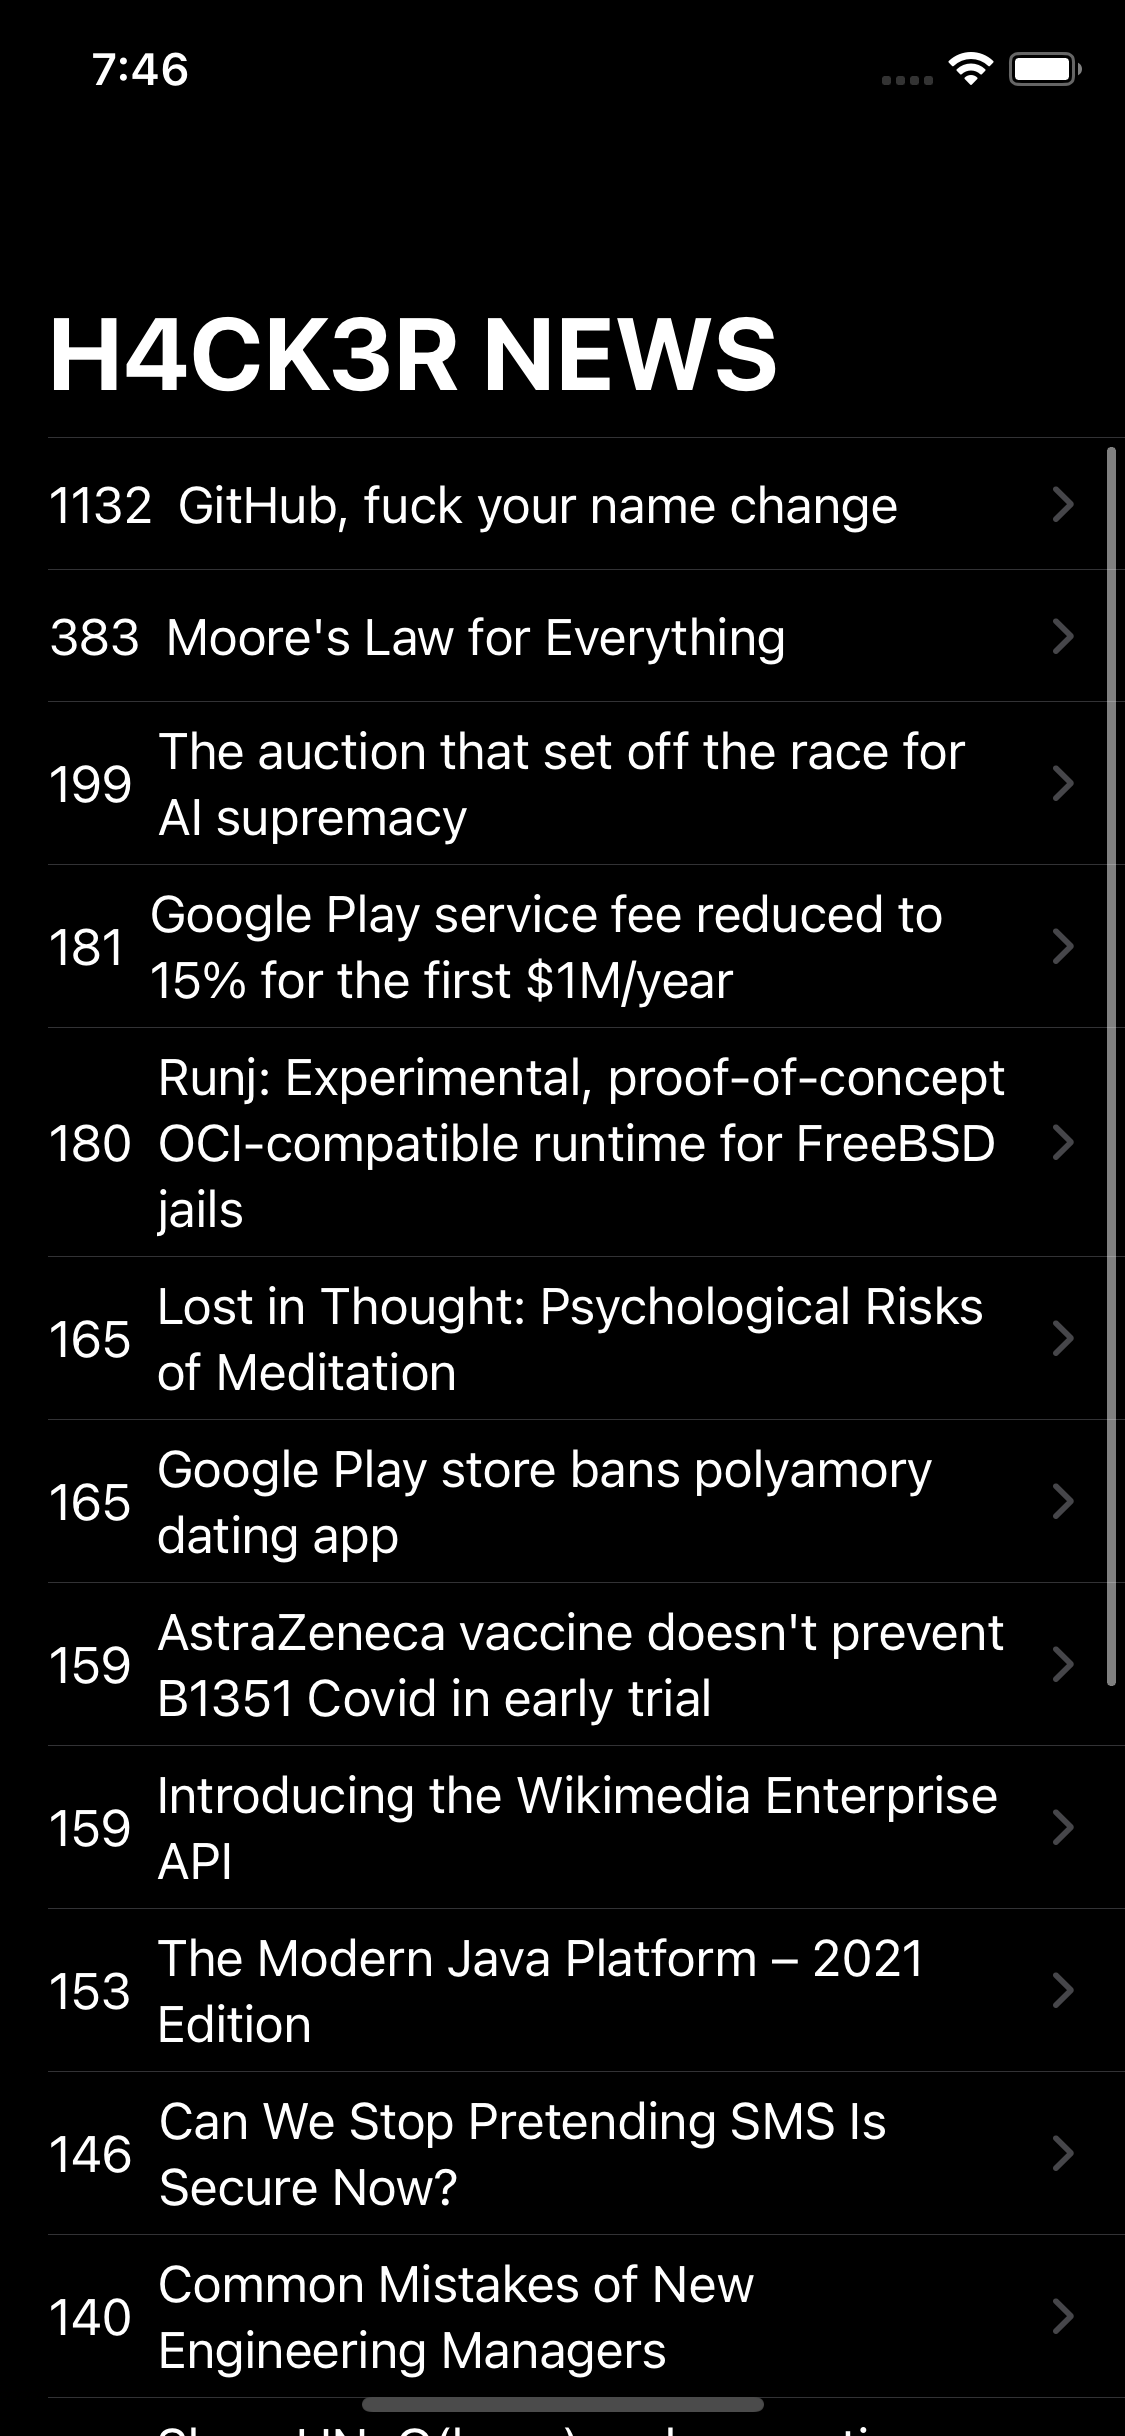 7:46
H4CK3R NEWS
1132 GitHub, fuck your name change
383 Moore's Law for Everything
199 The auction that set off the race for
AI supremacy
181 Google Play service fee reduced to
15% for the first $1M/year
180 Runj: Experimental, proof-of-concept
OCI-compatible runtime for FreeBSD
jails
165 Lost in Thought: Psychological Risks
of Meditation
165 Google Play store bans polyamory
dating app
159 AstraZeneca vaccine doesn't prevent
B1351 Covid in early trial
159 Introducing the Wikimedia Enterprise
API
153 The Modern Java Platform – 2021
Edition
146 Can We Stop Pretending SMS Is
Secure Now?
140 Common Mistakes of New
Engineering Managers